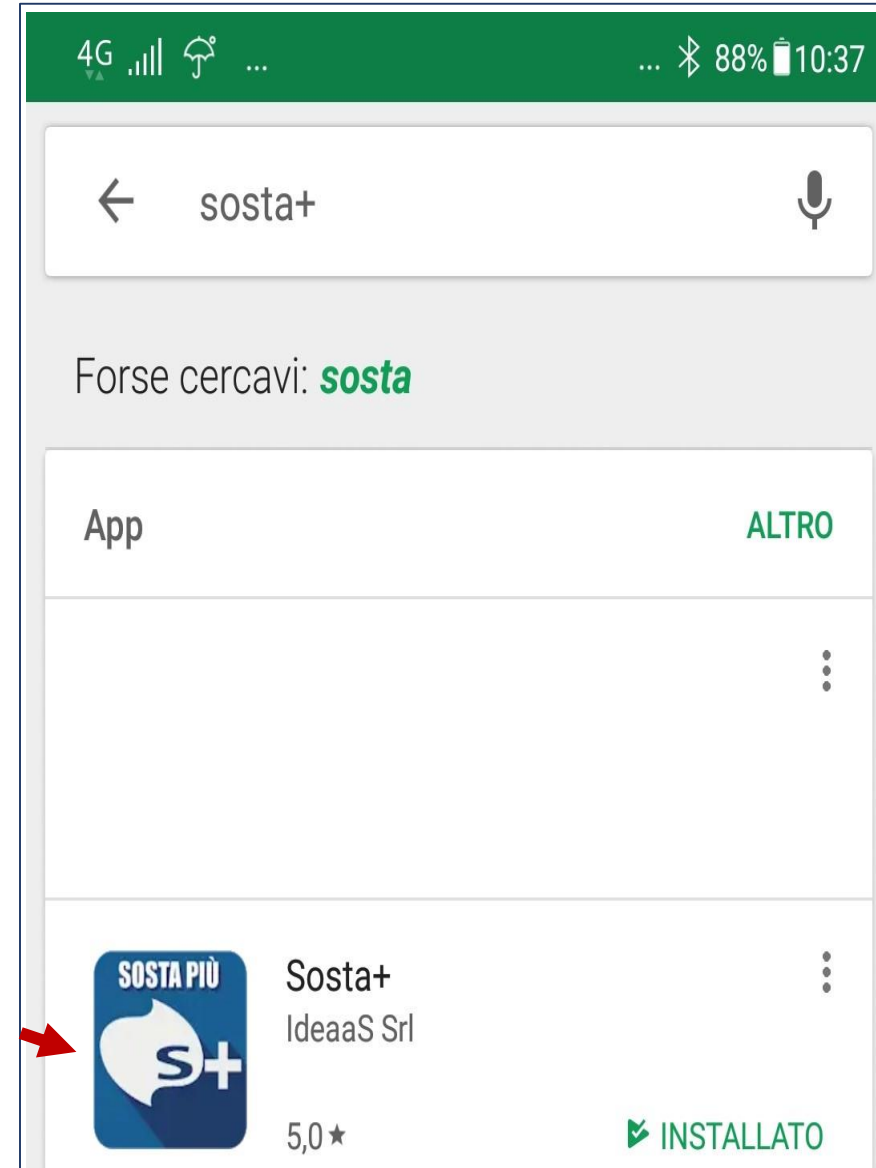 4G ... ... 88% 10:37
sosta+
Forse cercavi: sosta
App ALTRO
SOSTA PIÙ
S+
Sosta+
IdeaaS Srl
5,0★ INSTALLATO